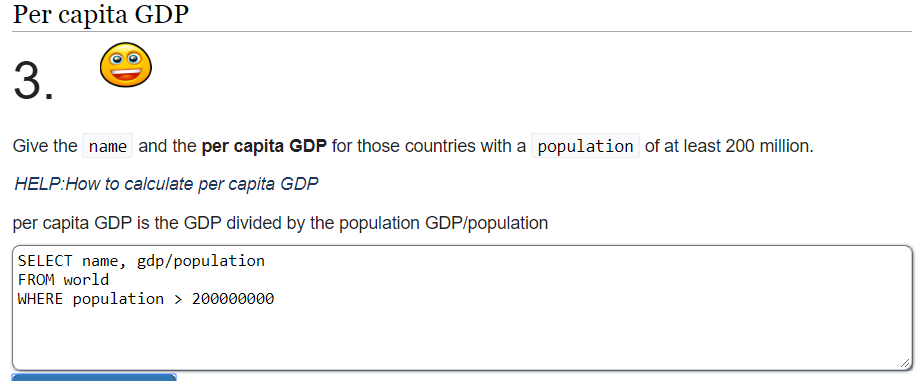 Per capita GDP
3.
Give the name and the per capita GDP for those countries with a population of at least 200 million.
HELP:How to calculate per capita GDP
per capita GDP is the GDP divided by the population GDP/population
SELECT name, gdp/population
FROM world
WHERE population > 200000000